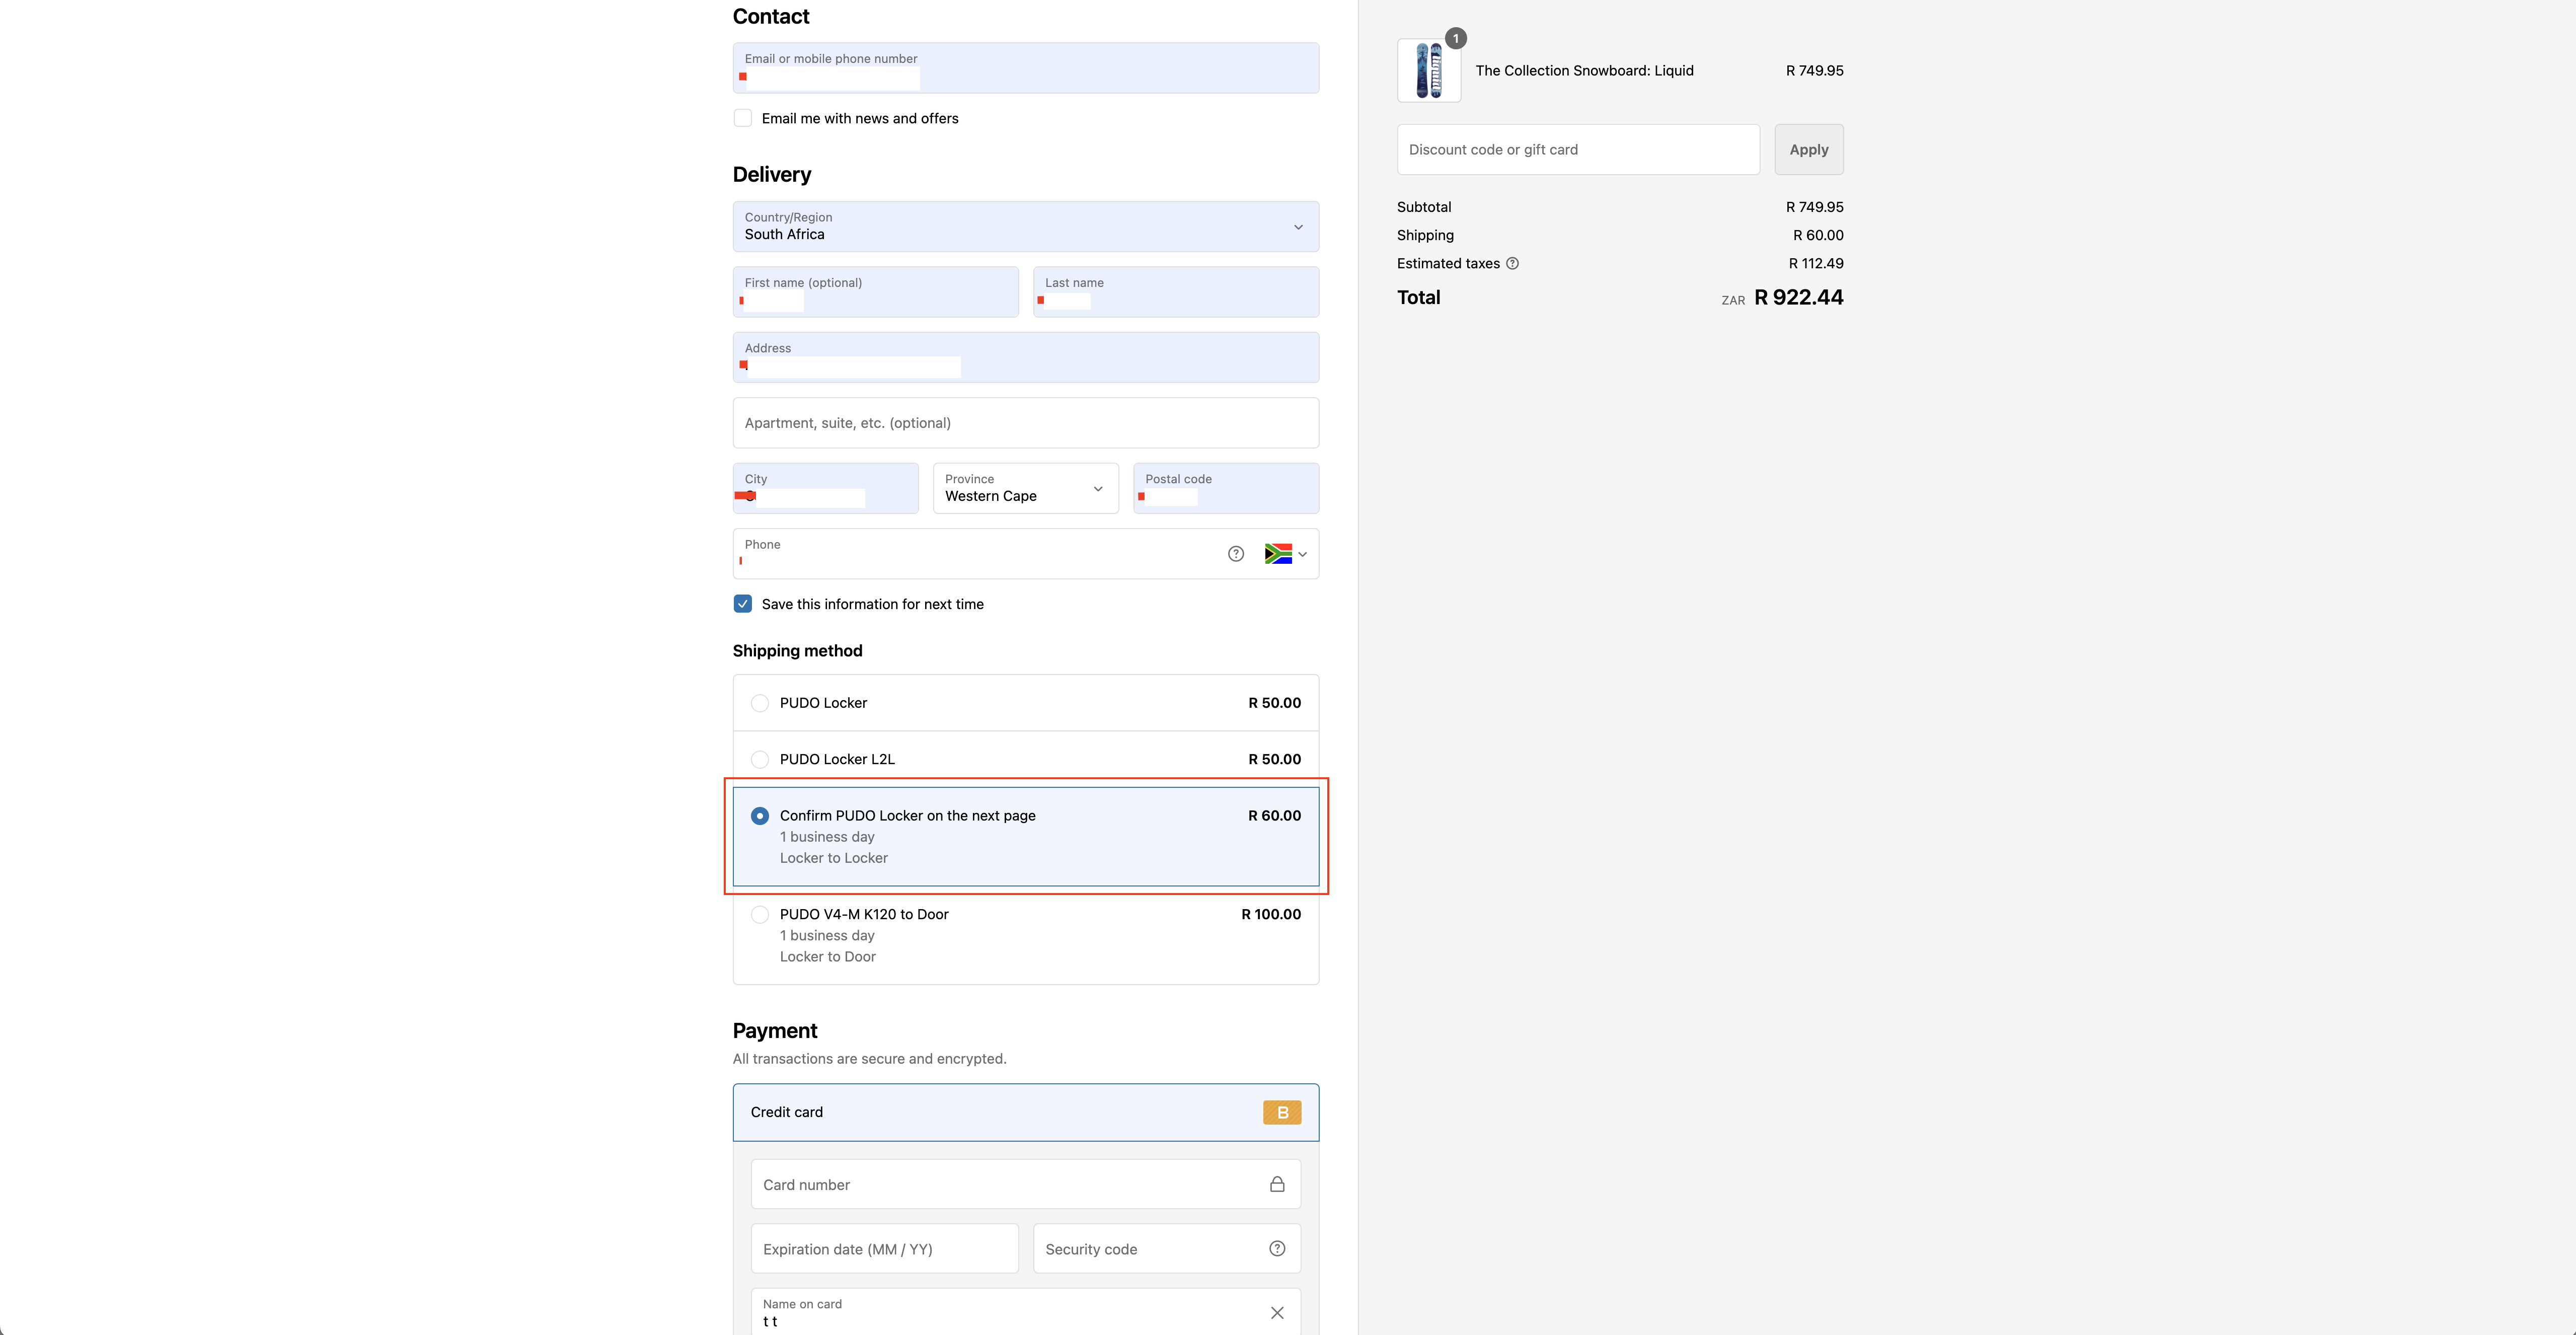 Contact
Email or mobile phone number
Email me with news and offers
Delivery
Country/Region
South Africa
First name (optional)
Last name
Address
Apartment, suite, etc. (optional)
City
Province
Western Cape
Postal code
Phone
Save this information for next time
Shipping method
PUDO Locker R 50.00
PUDO Locker L2L R 50.00
Confirm PUDO Locker on the next page R 60.00
1 business day
Locker to Locker
PUDO V4-M K120 to Door R 100.00
1 business day
Locker to Door
Payment
All transactions are secure and encrypted.
Credit card B
Card number
Expiration date (MM / YY)
Security code
Name on card
t t
1
The Collection Snowboard: Liquid R 749.95
Discount code or gift card
Apply
Subtotal R 749.95
Shipping R 60.00
Estimated taxes R 112.49
Total ZAR R 922.44